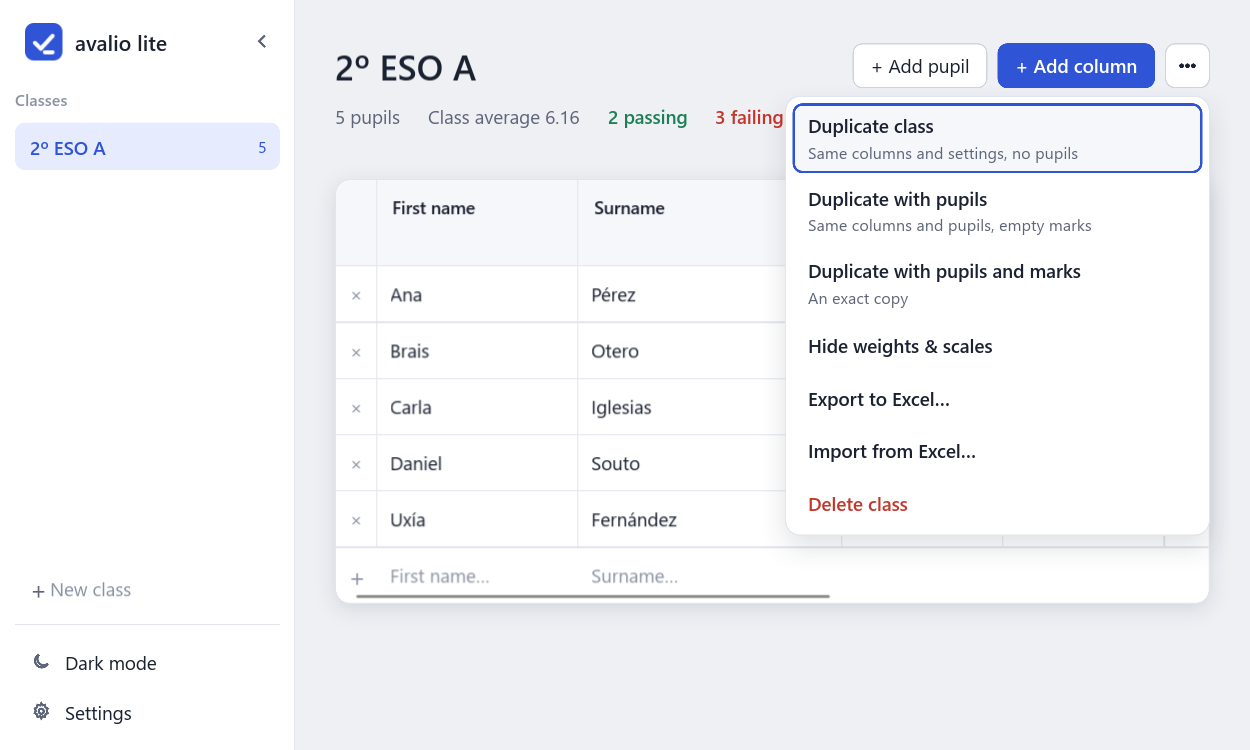 avalio lite
Classes
2º ESO A 5
+ New class
Dark mode
Settings
2º ESO A
+ Add pupil
+ Add column
5 pupils Class average 6.16 2 passing 3 failing
Duplicate class
Same columns and settings, no pupils
Duplicate with pupils
Same columns and pupils, empty marks
Duplicate with pupils and marks
An exact copy
Hide weights & scales
Export to Excel...
Import from Excel...
Delete class
First name Surname
× Ana Pérez
× Brais Otero
× Carla Iglesias
× Daniel Souto
× Uxía Fernández
+ First name... Surname...